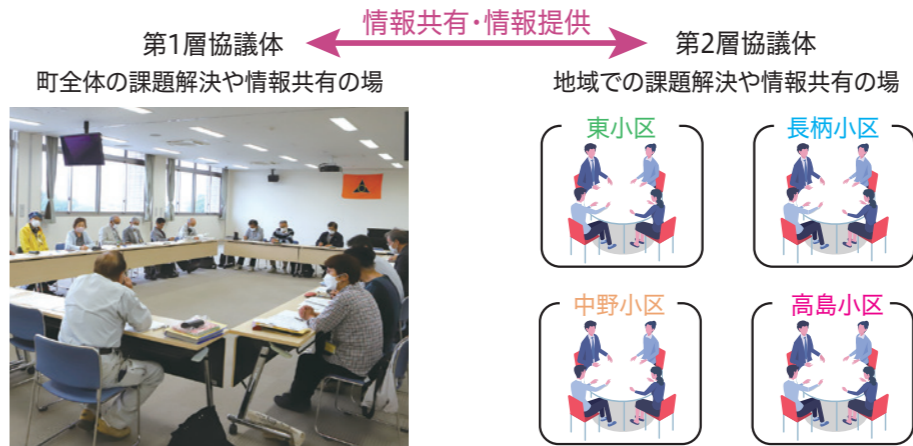 情報共有・情報提供
第1層協議体
町全体の課題解決や情報共有の場
第2層協議体
地域での課題解決や情報共有の場
東小区
長柄小区
中野小区
高島小区